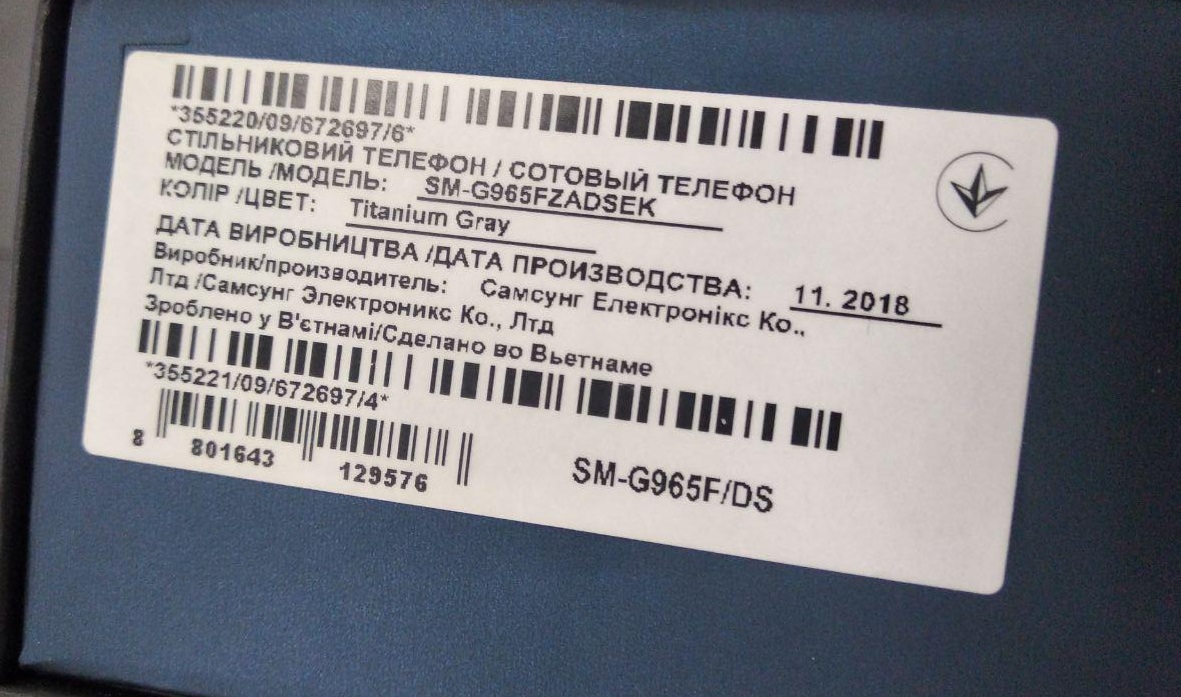 *355220/09/672697/6*
СТІЛЬНИКОВИЙ ТЕЛЕФОН / СОТОВЫЙ ТЕЛЕФОН
МОДЕЛЬ /МОДЕЛЬ: SM-G965FZADSEK
КОЛІР /ЦВЕТ: Titanium Gray
ДАТА ВИРОБНИЦТВА /ДАТА ПРОИЗВОДСТВА: 11. 2018
Виробник/производитель: Самсунг Електронікс Ко.,
Лтд /Самсунг Электроникс Ко., Лтд
Зроблено у В'єтнамі/Сделано во Вьетнаме
*355221/09/672697/4*
8 801643 129576
SM-G965F/DS